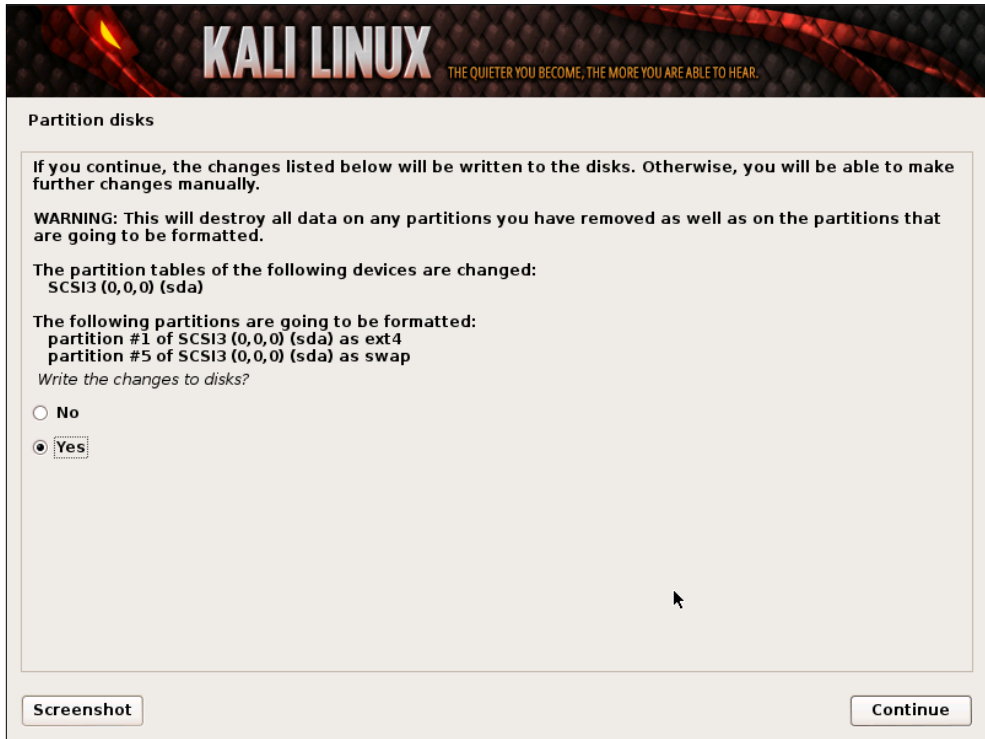 KALI LINUX
THE QUIETER YOU BECOME, THE MORE YOU ARE ABLE TO HEAR.
Partition disks
If you continue, the changes listed below will be written to the disks. Otherwise, you will be able to make
further changes manually.
WARNING: This will destroy all data on any partitions you have removed as well as on the partitions that
are going to be formatted.
The partition tables of the following devices are changed:
SCSI3 (0,0,0) (sda)
The following partitions are going to be formatted:
partition #1 of SCSI3 (0,0,0) (sda) as ext4
partition #5 of SCSI3 (0,0,0) (sda) as swap
Write the changes to disks?
No
Yes
Screenshot
Continue